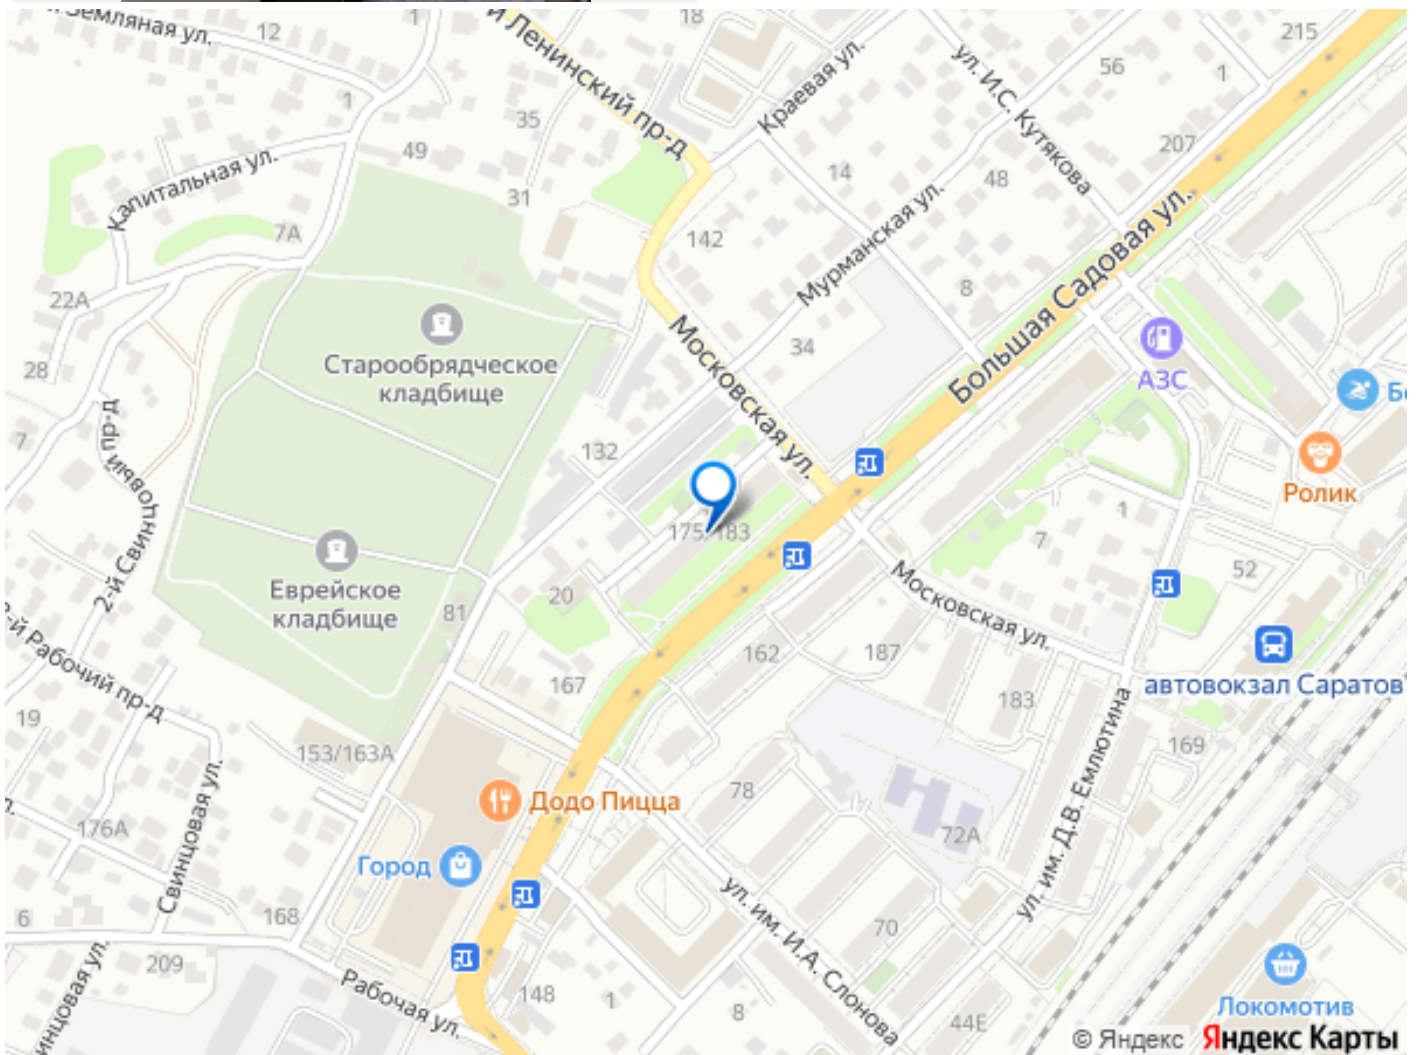 Земляная ул.
12
1
18
й Ленинский пр-д
Краевая ул.
ул. И.С. Кутякова
56
1
215
1
35
49
31
14
48
207
Капитальная ул.
7А
142
Мурманская ул.
8
Большая Садовая ул.
22А
28
34
Старообрядческое
кладбище
Московская ул.
АЗС
Бе
7
2-й Свинцовый пр-д
132
175/183
Ролик
1
7
52
Еврейское
кладбище
81
20
Московская ул.
-й Рабочий пр-д
162
187
автовокзал Саратов
167
183
19
153/163А
169
Додо Пицца
78
72А
ул. им. Д.В. Емлютина
176А
Свинцовая ул.
Город
ул. им. И.А. Слонова
6
168
70
209
Рабочая ул.
148
1
8
44Е
инцовая ул.
Локомотив
© Яндекс Яндекс Карты